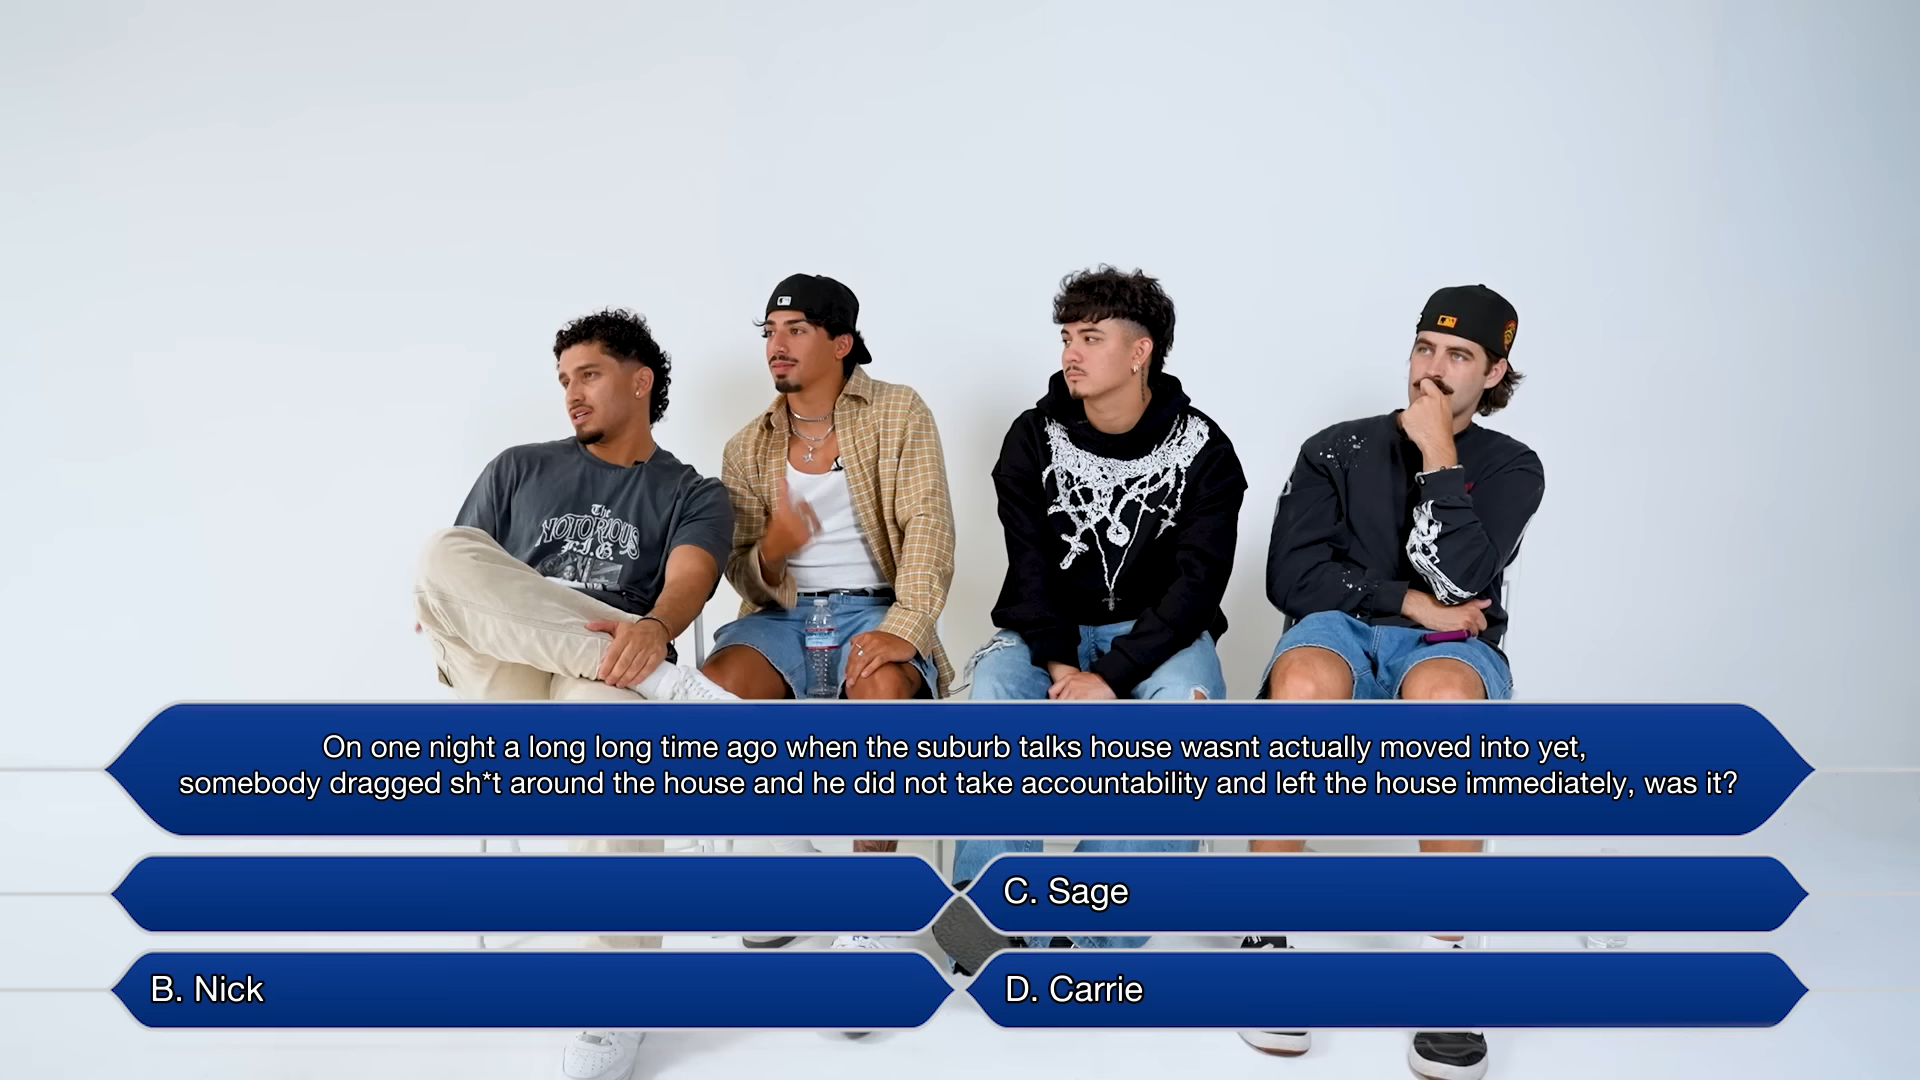 The
NOTORIOUS
B.I.G.
On one night a long long time ago when the suburb talks house wasnt actually moved into yet,
somebody dragged sh*t around the house and he did not take accountability and left the house immediately, was it?
C. Sage
B. Nick
D. Carrie